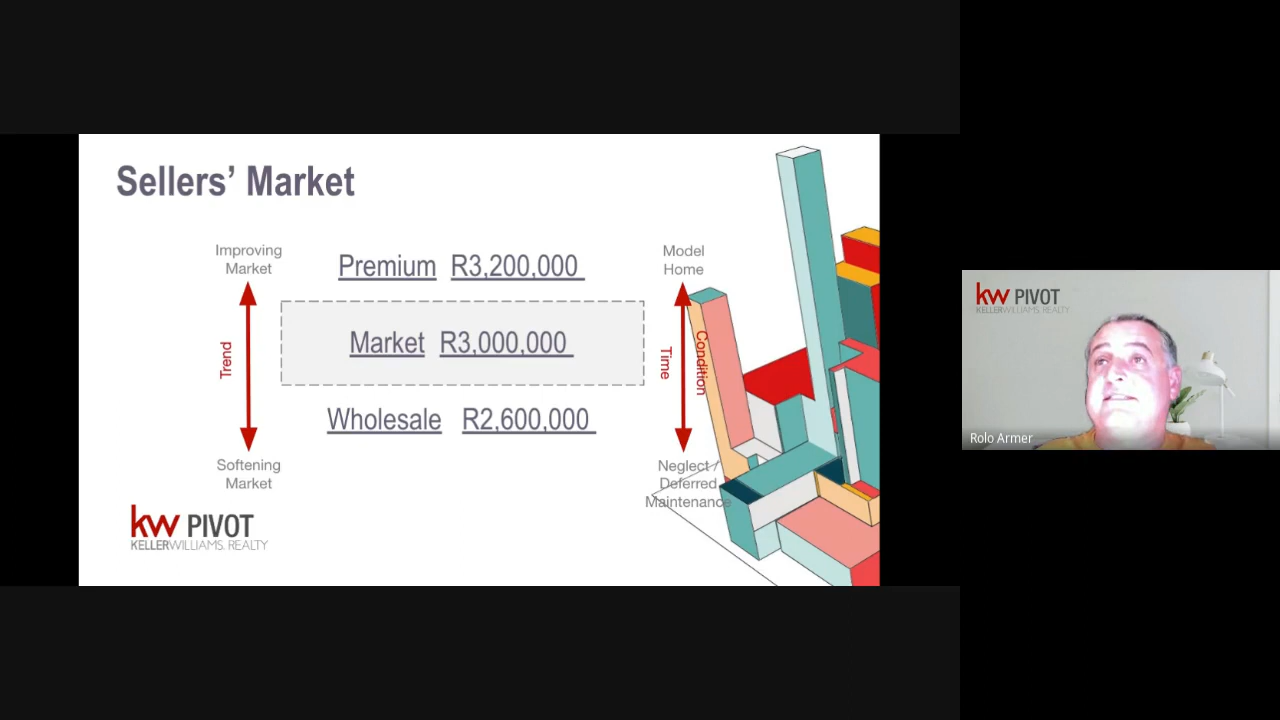 Sellers’ Market
Improving
Market
Premium R3,200,000
Model
Home
Trend
Market R3,000,000
Time
Condition
Wholesale R2,600,000
Softening
Market
Neglect /
Deferred
Maintenance
kw PIVOT
KELLERWILLIAMS. REALTY
kw PIVOT
KELLERWILLIAMS. REALTY
Rolo Armer